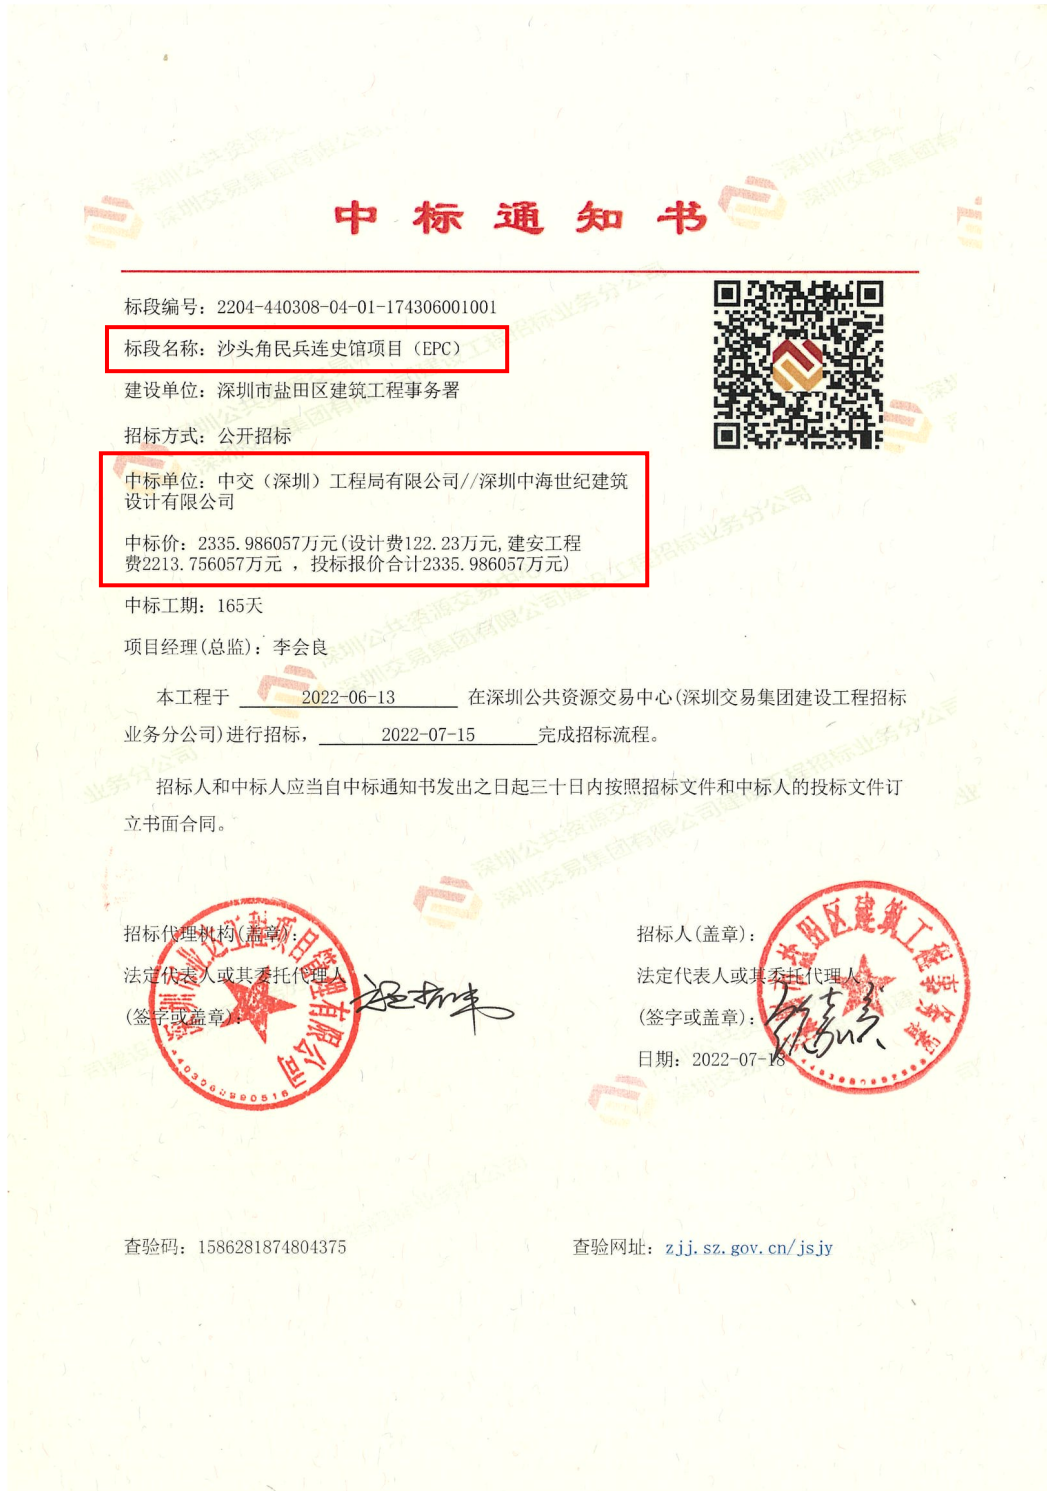 中标通知书
标段编号：2204-440308-04-01-174306001001
标段名称：沙头角民兵连史馆项目（EPC）
建设单位：深圳市盐田区建筑工程事务署
招标方式：公开招标
中标单位：中交（深圳）工程局有限公司//深圳中海世纪建筑
设计有限公司
中标价：2335.986057万元(设计费122.23万元,建安工程
费2213.756057万元 ，投标报价合计2335.986057万元)
中标工期：165天
项目经理(总监)：李会良
本工程于 2022-06-13 在深圳公共资源交易中心(深圳交易集团建设工程招标
业务分公司)进行招标， 2022-07-15 完成招标流程。
招标人和中标人应当自中标通知书发出之日起三十日内按照招标文件和中标人的投标文件订
立书面合同。
招标代理机构(盖章)：
法定代表人或其委托代理人
(签字或盖章)：
招标人(盖章)：
法定代表人或其委托代理人
(签字或盖章)：
日期：2022-07-18
查验码：1586281874804375
查验网址：zjj.sz.gov.cn/jsjy